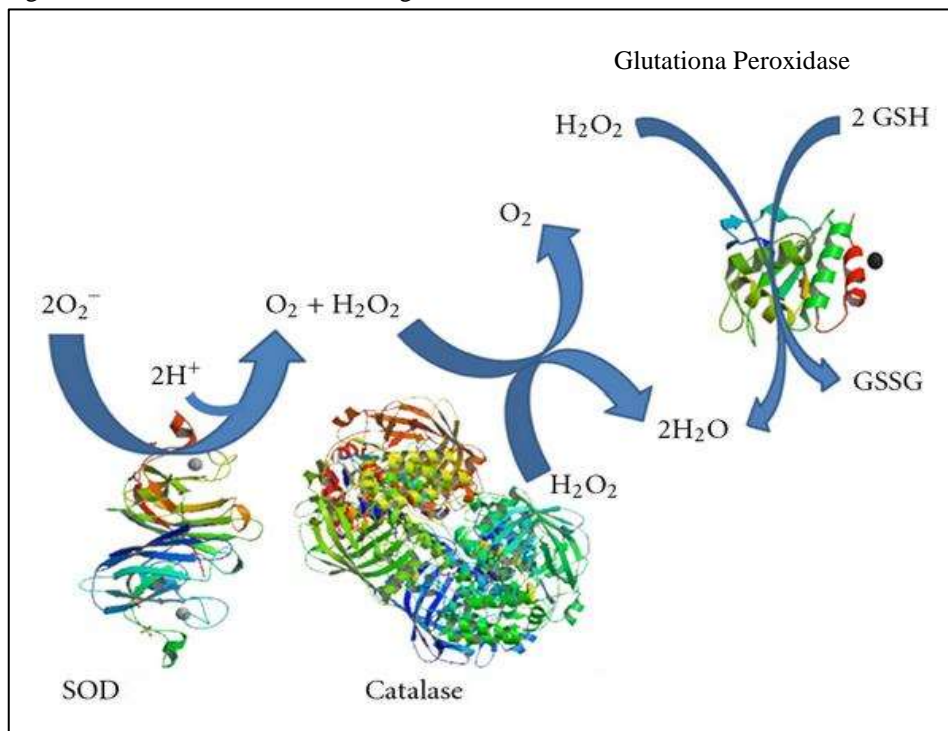 Glutationa Peroxidase
H₂O₂
2 GSH
O₂
2O₂⁻
O₂ + H₂O₂
2H⁺
GSSG
2H₂O
H₂O₂
SOD
Catalase